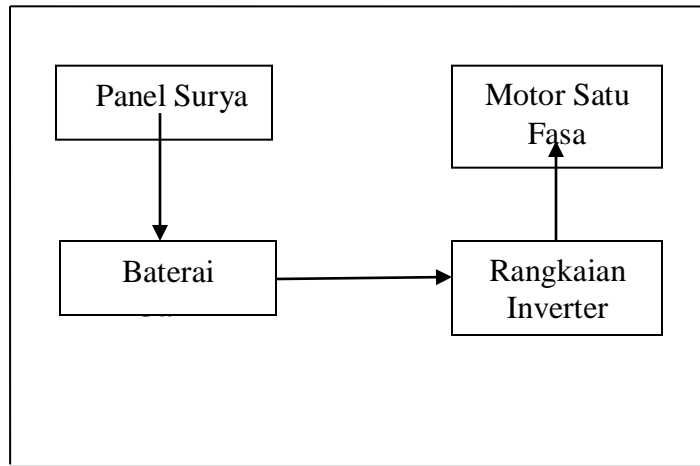 Panel Surya
Motor Satu
Fasa
Baterai
Rangkaian
Inverter